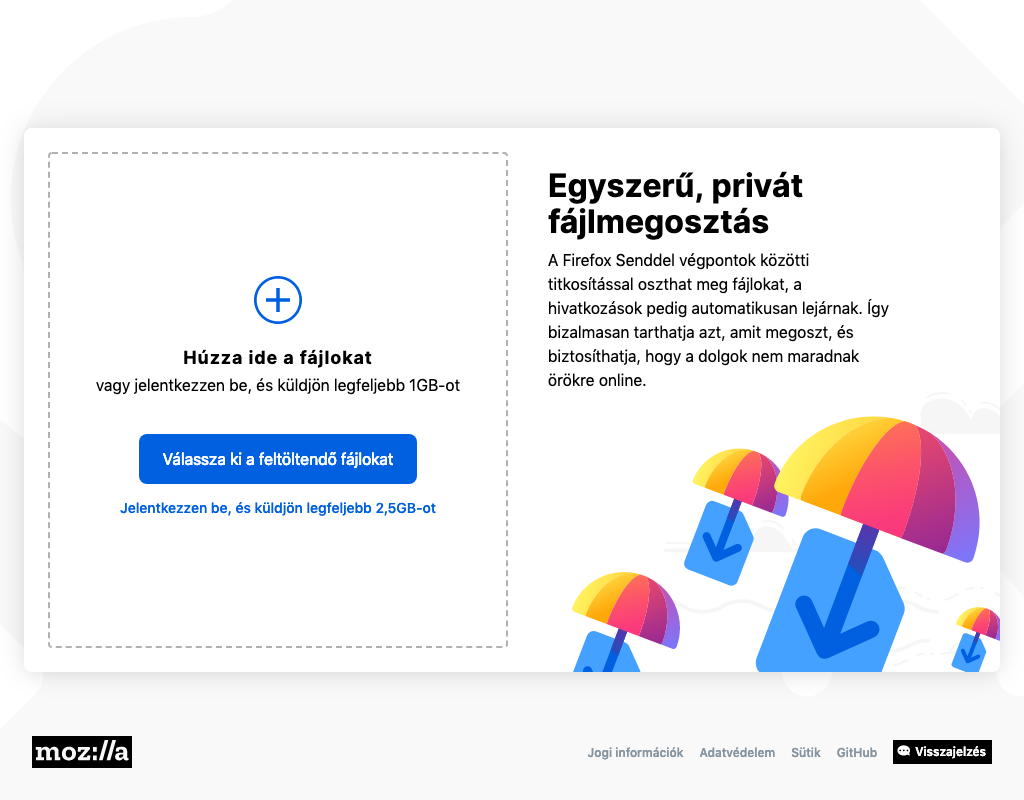 Húzza ide a fájlokat
vagy jelentkezzen be, és küldjön legfeljebb 1GB-ot
Válassza ki a feltöltendő fájlokat
Jelentkezzen be, és küldjön legfeljebb 2,5GB-ot
Egyszerű, privát
fájlmegosztás
A Firefox Senddel végpontok közötti
titkosítással oszthat meg fájlokat, a
hivatkozások pedig automatikusan lejárnak. Így
bizalmasan tarthatja azt, amit megoszt, és
biztosíthatja, hogy a dolgok nem maradnak
örökre online.
moz://a
Jogi információk Adatvédelem Sütik GitHub Visszajelzés